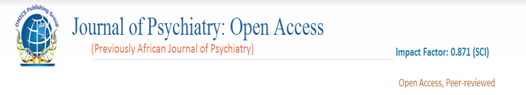 OMICS Publishing Group
Journal of Psychiatry: Open Access
(Previously African Journal of Psychiatry)
Impact Factor: 0.871 (SCI)
Open Access, Peer-reviewed